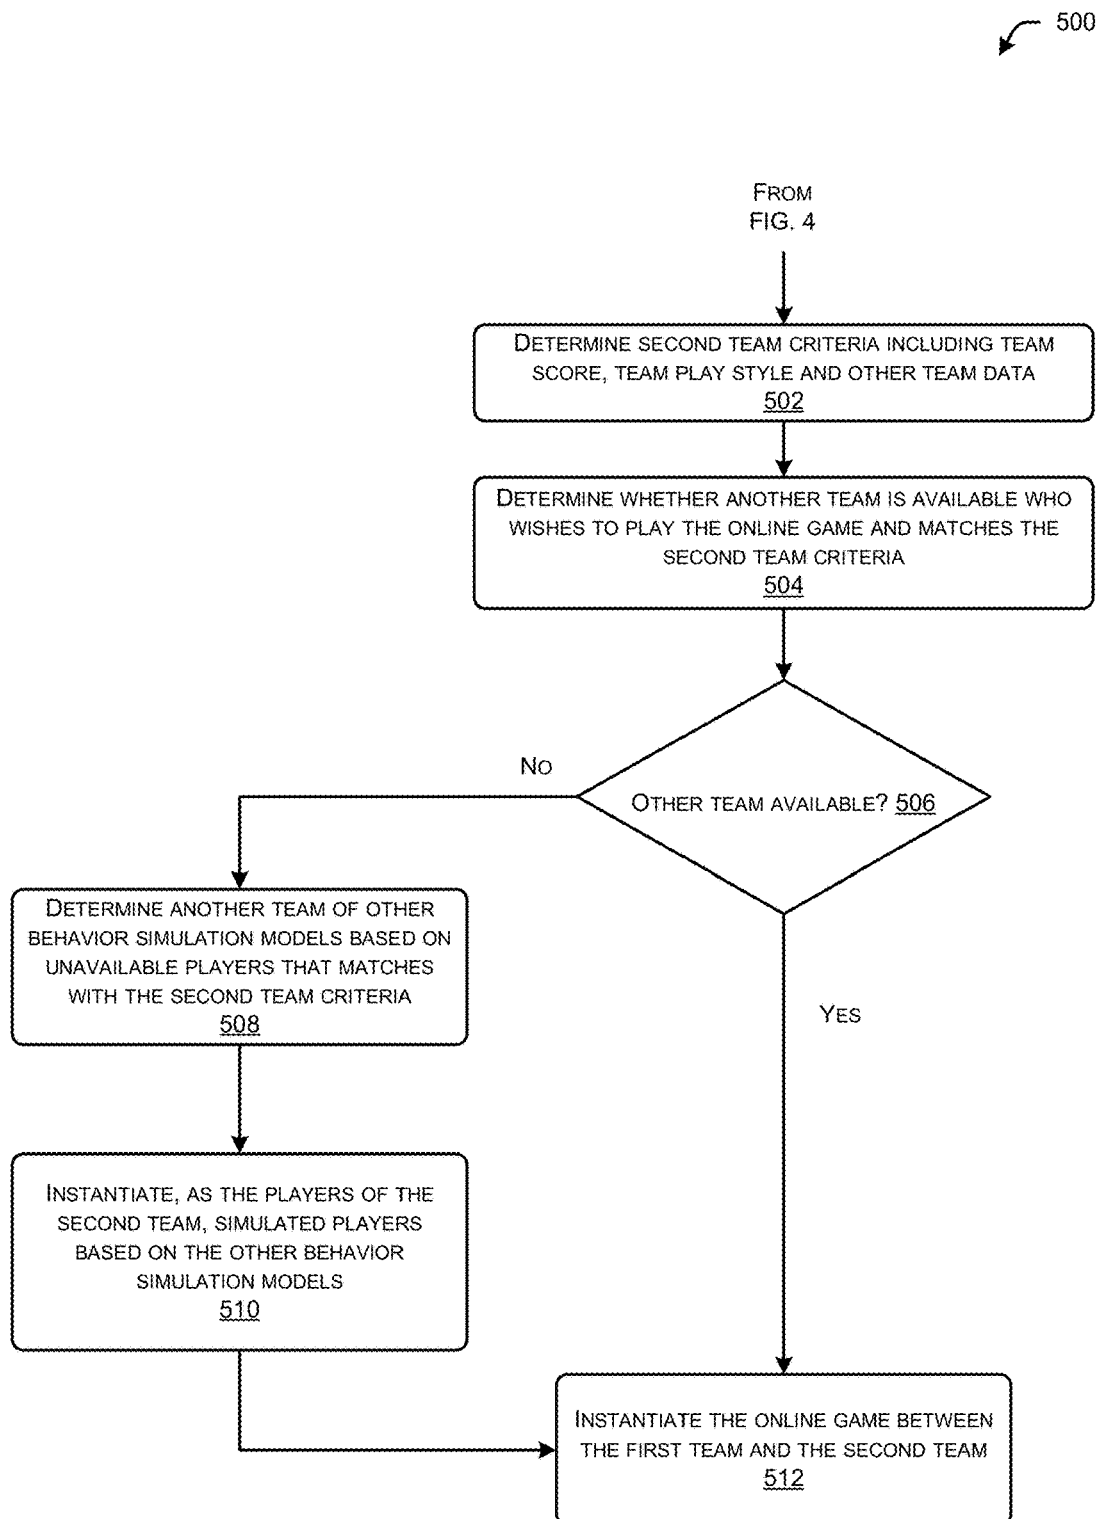 500
FROM
FIG. 4
DETERMINE SECOND TEAM CRITERIA INCLUDING TEAM
SCORE, TEAM PLAY STYLE AND OTHER TEAM DATA
502
DETERMINE WHETHER ANOTHER TEAM IS AVAILABLE WHO
WISHES TO PLAY THE ONLINE GAME AND MATCHES THE
SECOND TEAM CRITERIA
504
NO
OTHER TEAM AVAILABLE? 506
DETERMINE ANOTHER TEAM OF OTHER
BEHAVIOR SIMULATION MODELS BASED ON
UNAVAILABLE PLAYERS THAT MATCHES
WITH THE SECOND TEAM CRITERIA
508
YES
INSTANTIATE, AS THE PLAYERS OF THE
SECOND TEAM, SIMULATED PLAYERS
BASED ON THE OTHER BEHAVIOR
SIMULATION MODELS
510
INSTANTIATE THE ONLINE GAME BETWEEN
THE FIRST TEAM AND THE SECOND TEAM
512